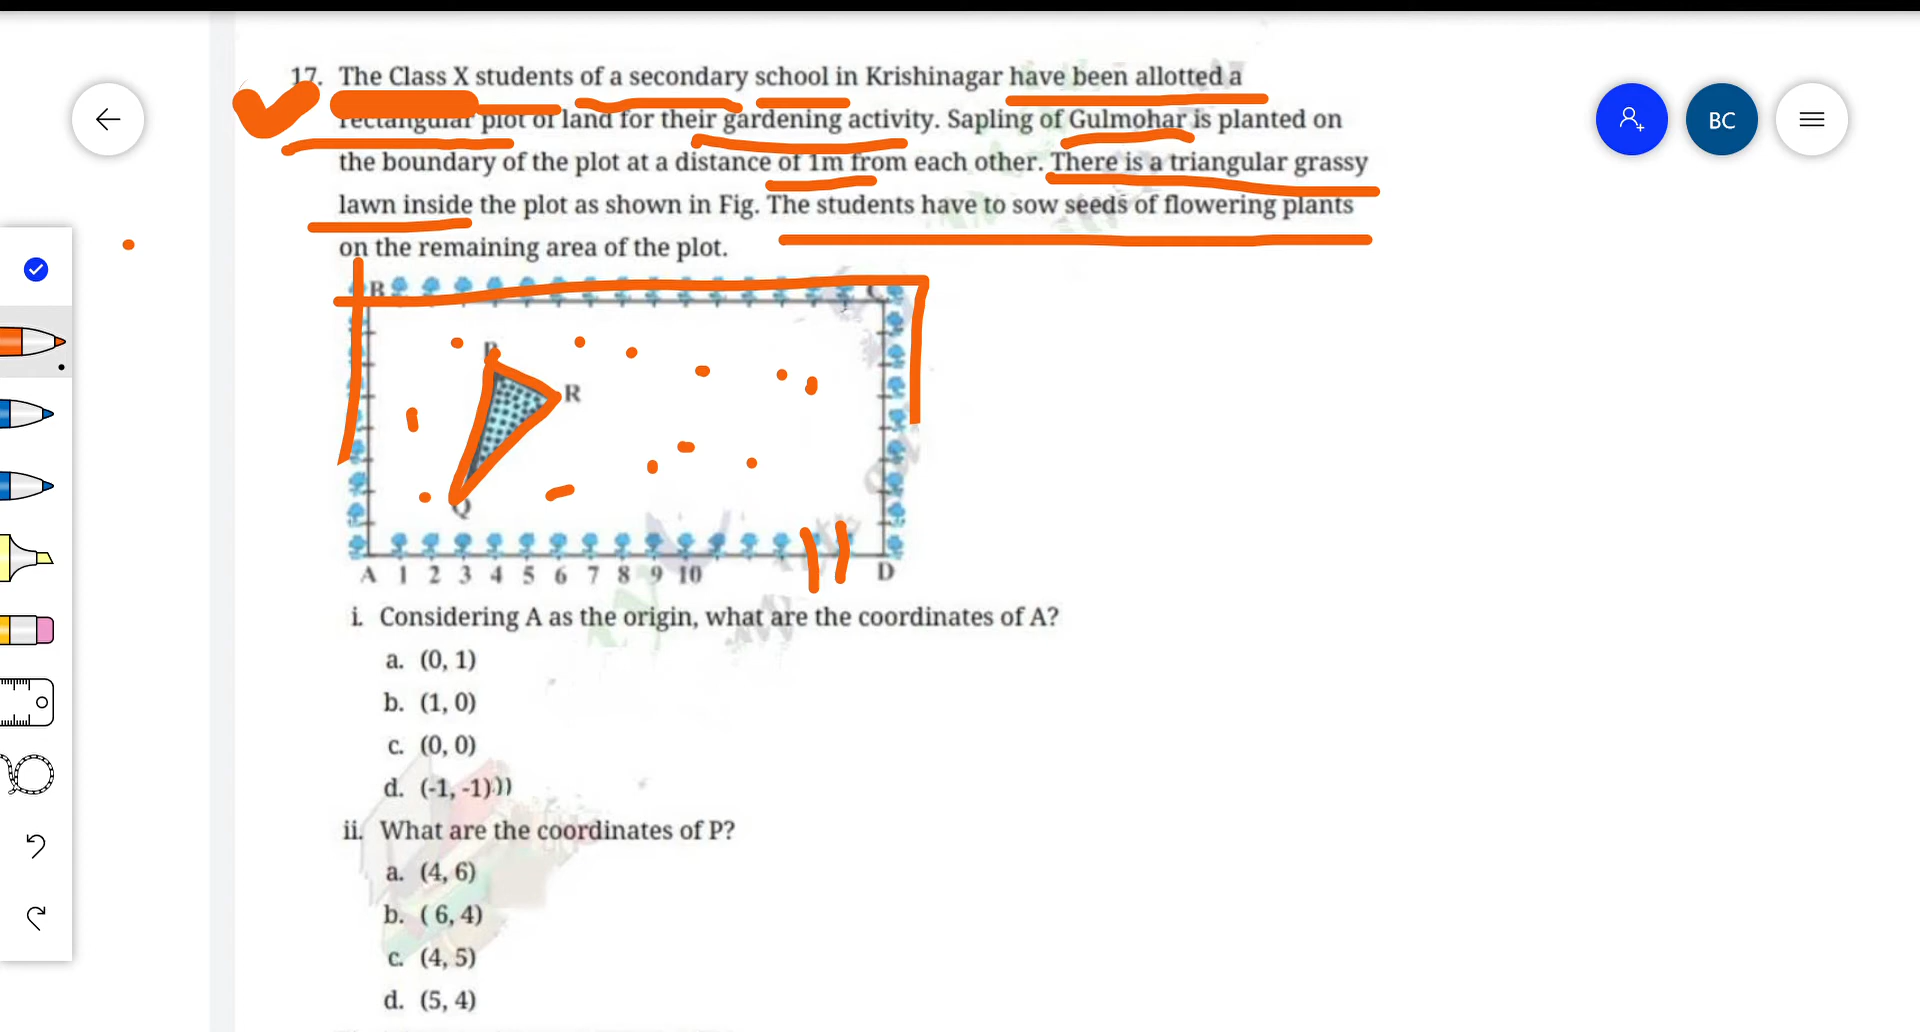 17. The Class X students of a secondary school in Krishinagar have been allotted a
rectangular plot of land for their gardening activity. Sapling of Gulmohar is planted on
the boundary of the plot at a distance of 1m from each other. There is a triangular grassy
lawn inside the plot as shown in Fig. The students have to sow seeds of flowering plants
on the remaining area of the plot.
BC
B
C
P
R
Q
A 1 2 3 4 5 6 7 8 9 10 D
i. Considering A as the origin, what are the coordinates of A?
a. (0, 1)
b. (1, 0)
c. (0, 0)
d. (-1, -1)))
ii. What are the coordinates of P?
a. (4, 6)
b. ( 6, 4)
c. (4, 5)
d. (5, 4)